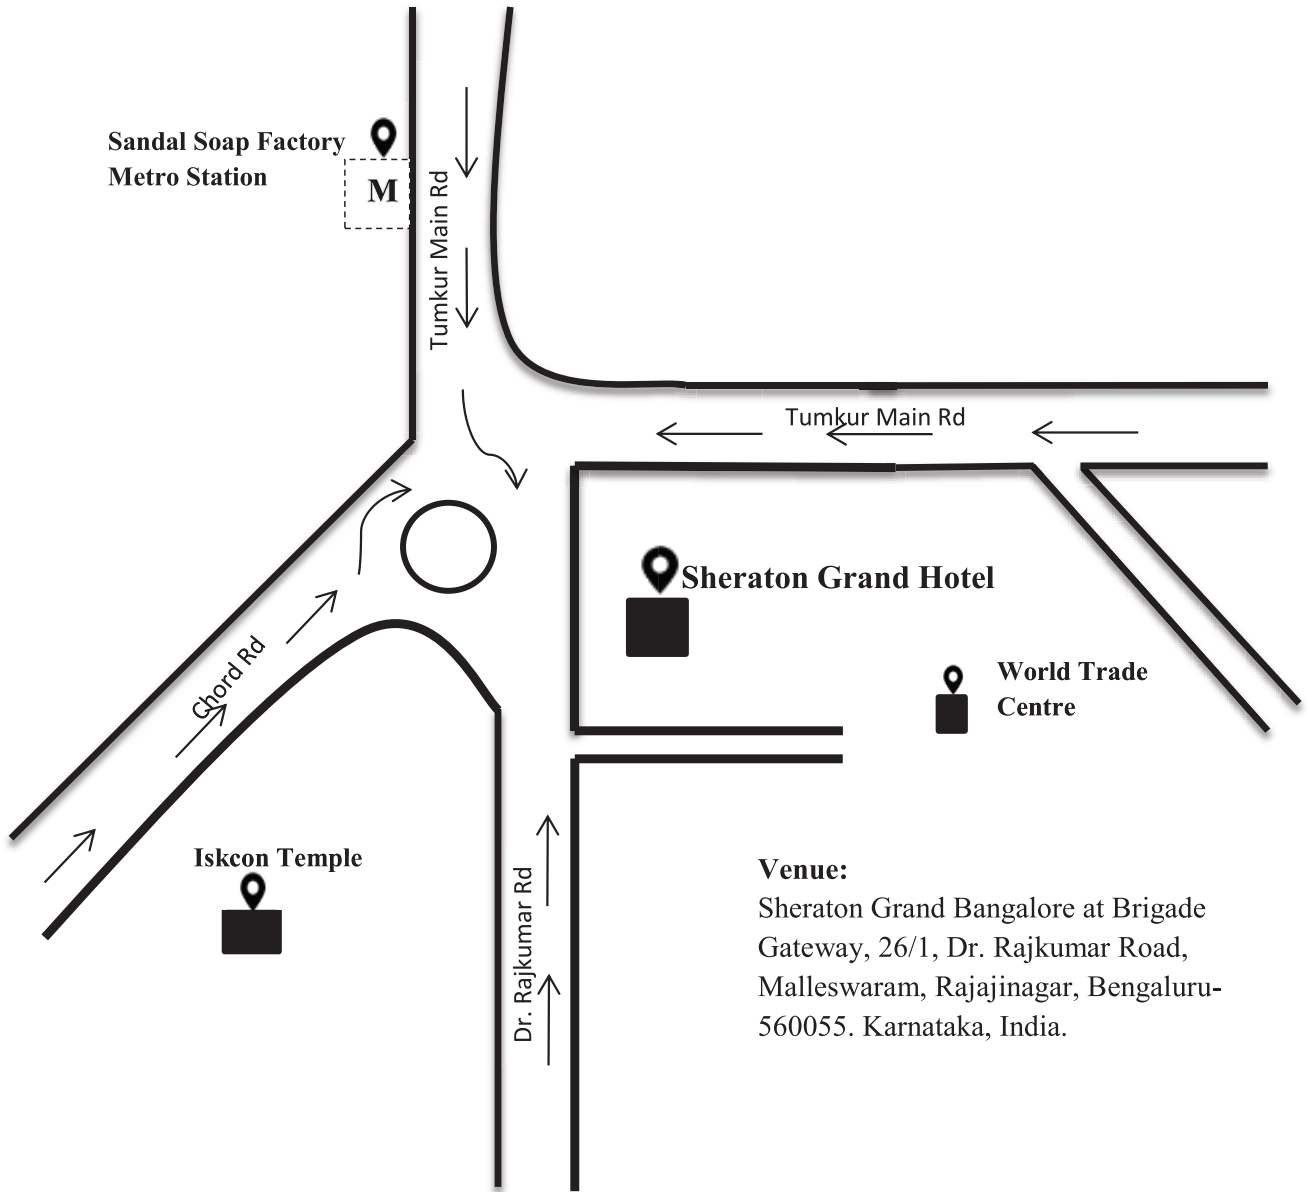 Sandal Soap Factory
Metro Station
M
Tumkur Main Rd
Tumkur Main Rd
Sheraton Grand Hotel
Chord Rd
World Trade
Centre
Iskcon Temple
Dr. Rajkumar Rd
Venue:
Sheraton Grand Bangalore at Brigade
Gateway, 26/1, Dr. Rajkumar Road,
Malleswaram, Rajajinagar, Bengaluru-
560055. Karnataka, India.